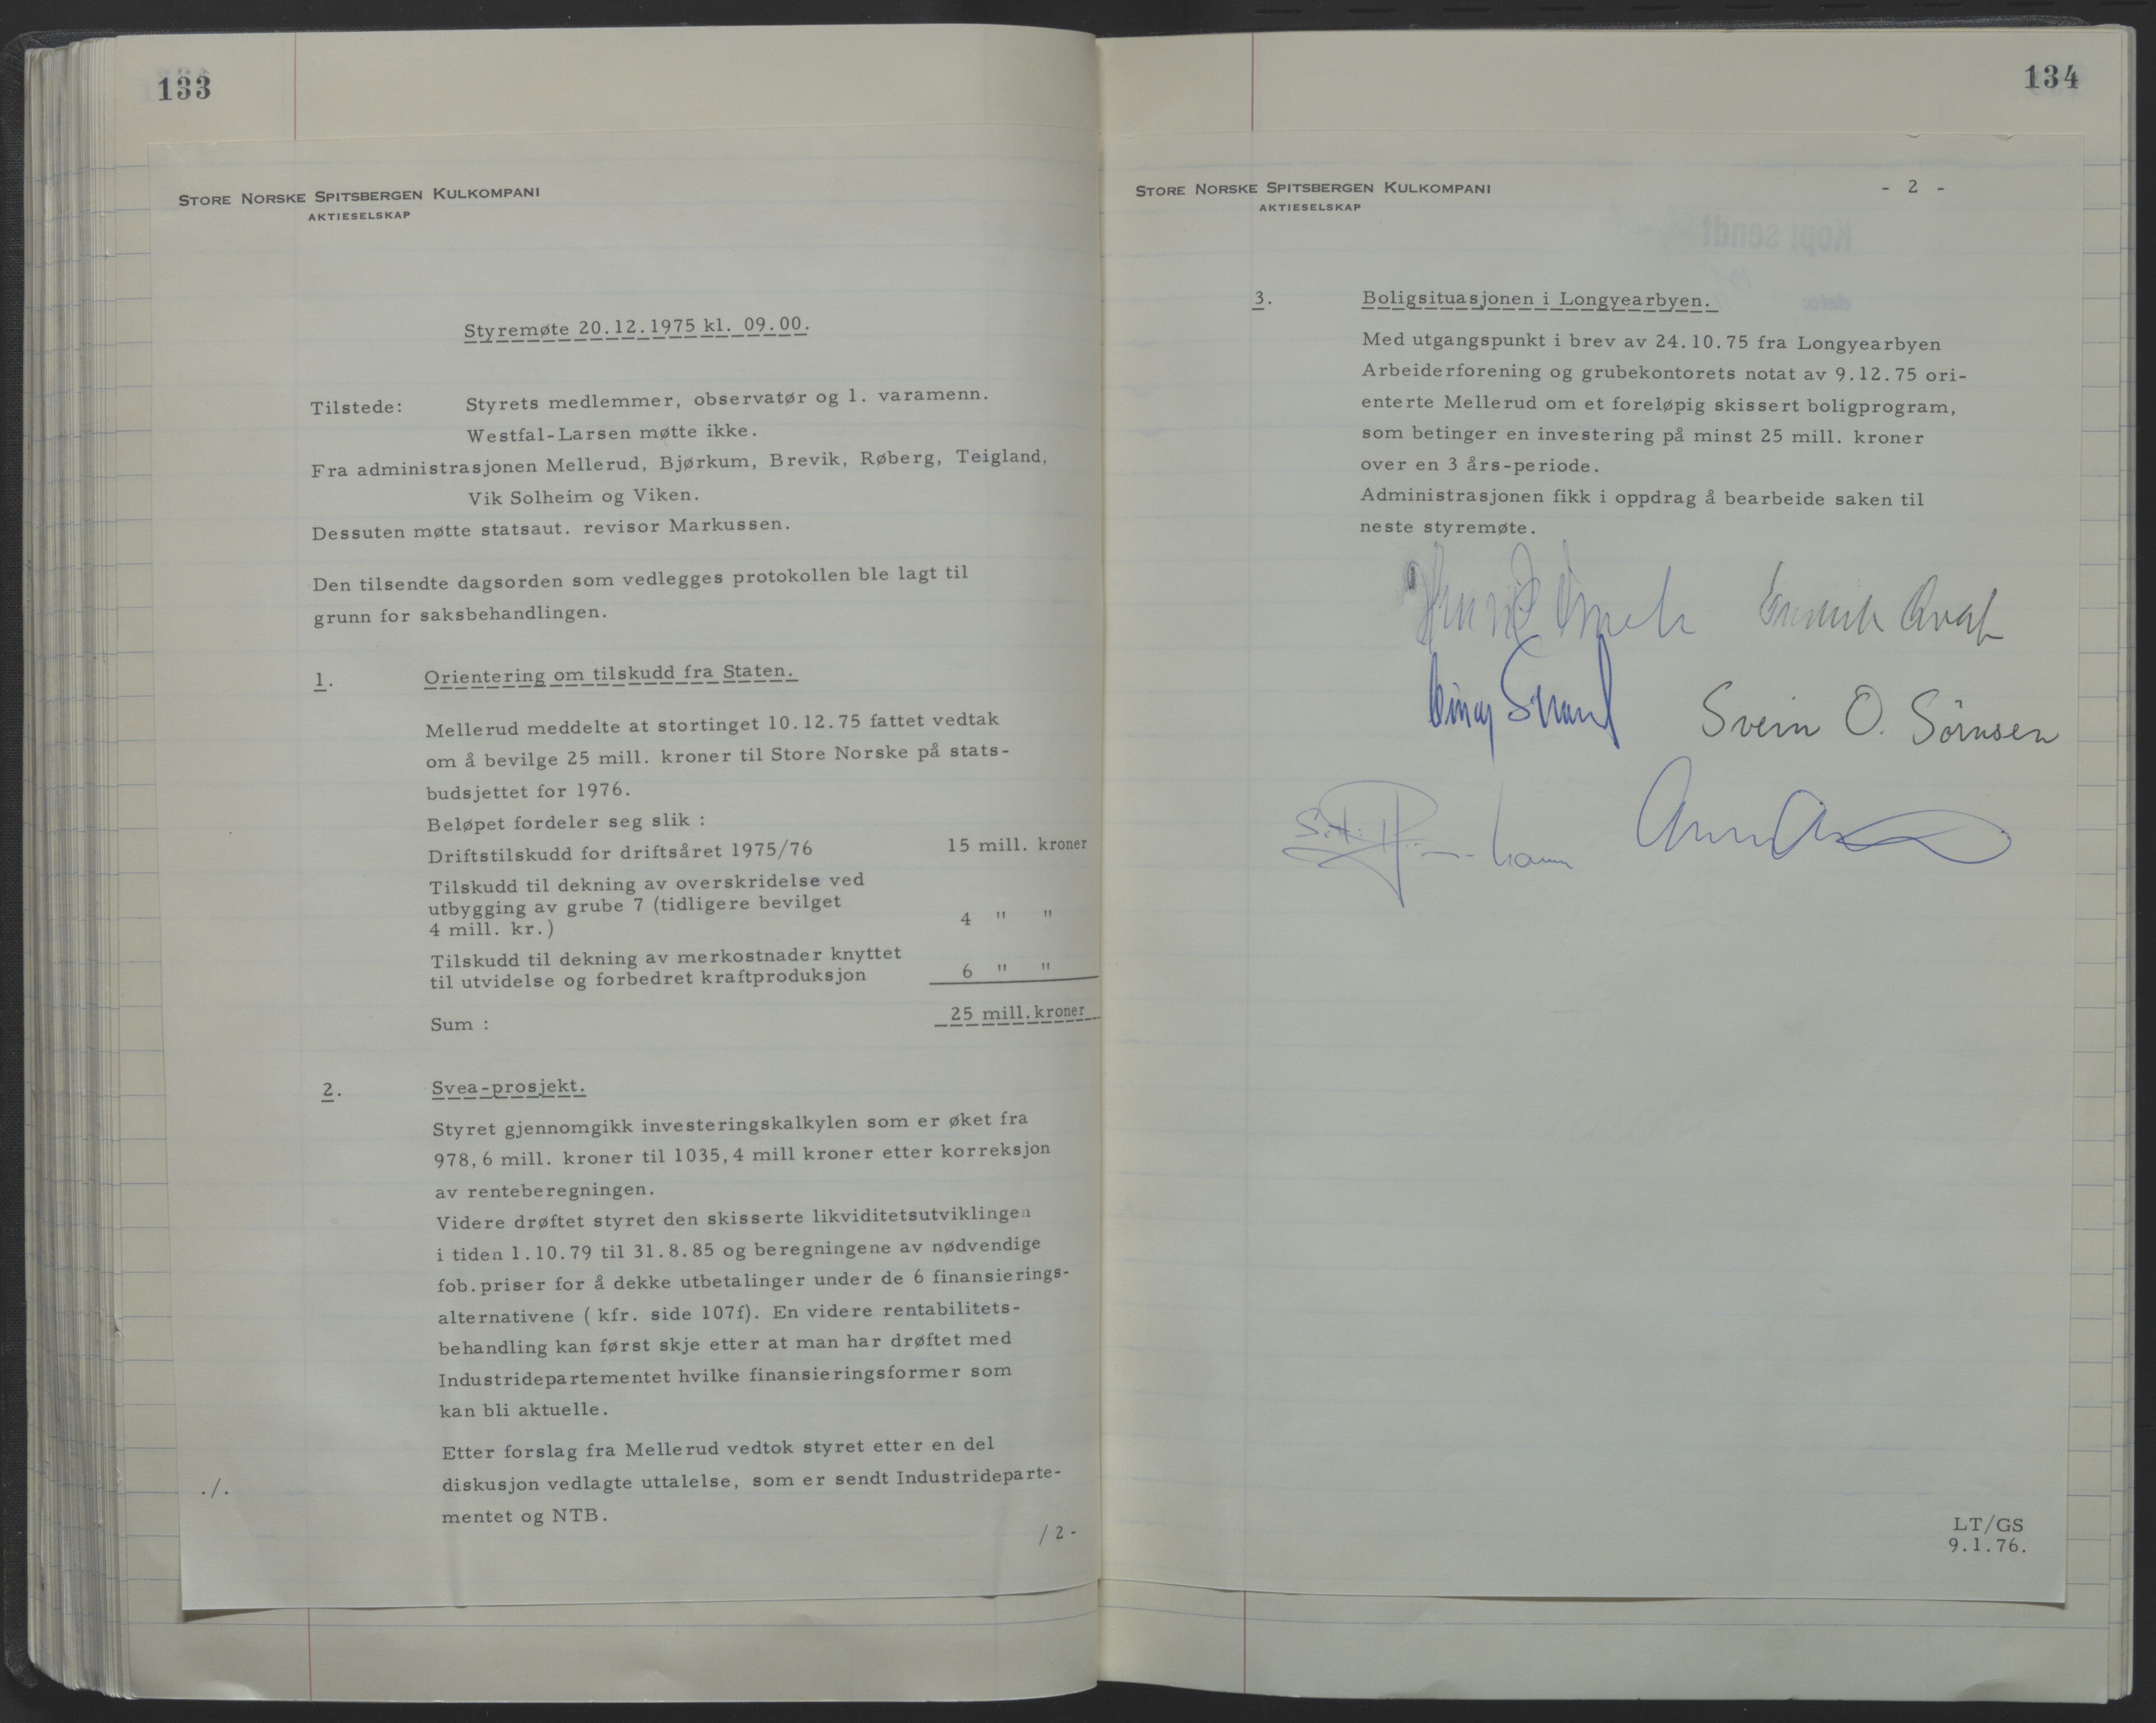 133
STORE NORSKE SPITSBERGEN KULKOMPANI
AKTIESELSKAP
Styremøte 20.12.1975 kl. 09.00.
Tilstede: Styrets medlemmer, observatør og 1. varamenn.
Westfal-Larsen møtte ikke.
Fra administrasjonen Mellerud, Bjørkum, Brevik, Røberg, Teigland,
Vik Solheim og Viken.
Dessuten møtte statsaut. revisor Markussen.
Den tilsendte dagsorden som vedlegges protokollen ble lagt til
grunn for saksbehandlingen.
1. Orientering om tilskudd fra Staten.
Mellerud meddelte at stortinget 10.12.75 fattet vedtak
om å bevilge 25 mill. kroner til Store Norske på stats-
budsjettet for 1976.
Beløpet fordeler seg slik :
Driftstilskudd for driftsåret 1975/76 15 mill. kroner
Tilskudd til dekning av overskridelse ved
utbygging av grube 7 (tidligere bevilget
4 mill. kr.) 4 " "
Tilskudd til dekning av merkostnader knyttet
til utvidelse og forbedret kraftproduksjon 6 " "
Sum : 25 mill. kroner
2. Svea-prosjekt.
Styret gjennomgikk investeringskalkylen som er øket fra
978,6 mill. kroner til 1035,4 mill kroner etter korreksjon
av renteberegningen.
Videre drøftet styret den skisserte likviditetsutviklingen
i tiden 1.10.79 til 31.8.85 og beregningene av nødvendige
fob.priser for å dekke utbetalinger under de 6 finansierings-
alternativene ( kfr. side 107f). En videre rentabilitets-
behandling kan først skje etter at man har drøftet med
Industridepartementet hvilke finansieringsformer som
kan bli aktuelle.
Etter forslag fra Mellerud vedtok styret etter en del
./. diskusjon vedlagte uttalelse, som er sendt Industrideparte-
mentet og NTB.
/2-
134
STORE NORSKE SPITSBERGEN KULKOMPANI - 2 -
AKTIESELSKAP
3. Boligsituasjonen i Longyearbyen.
Med utgangspunkt i brev av 24.10.75 fra Longyearbyen
Arbeiderforening og grubekontorets notat av 9.12.75 ori-
enterte Mellerud om et foreløpig skissert boligprogram,
som betinger en investering på minst 25 mill. kroner
over en 3 års-periode.
Administrasjonen fikk i oppdrag å bearbeide saken til
neste styremøte.
Svein O. Sörnsen
LT/GS
9.1.76.